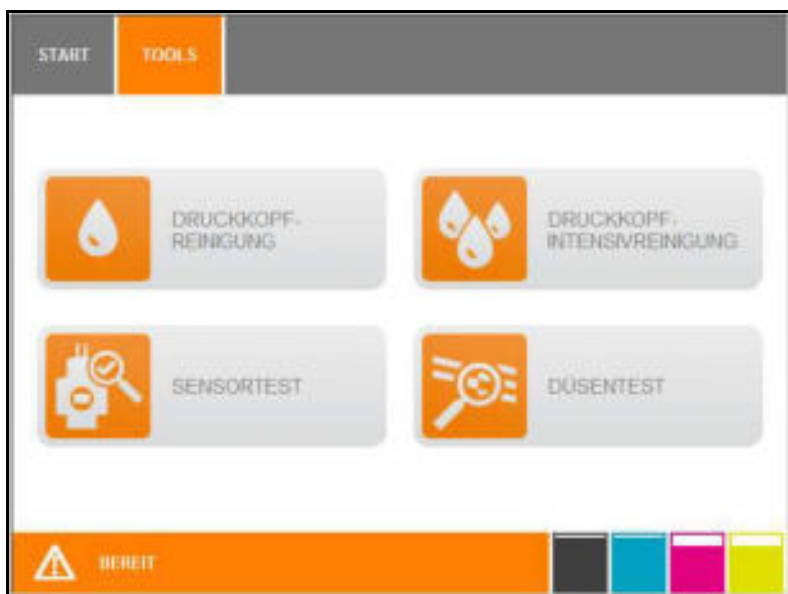 START
TOOLS
DRUCKKOPF-
REINIGUNG
DRUCKKOPF-
INTENSIVREINIGUNG
SENSORTEST
DÜSENTEST
BEREIT